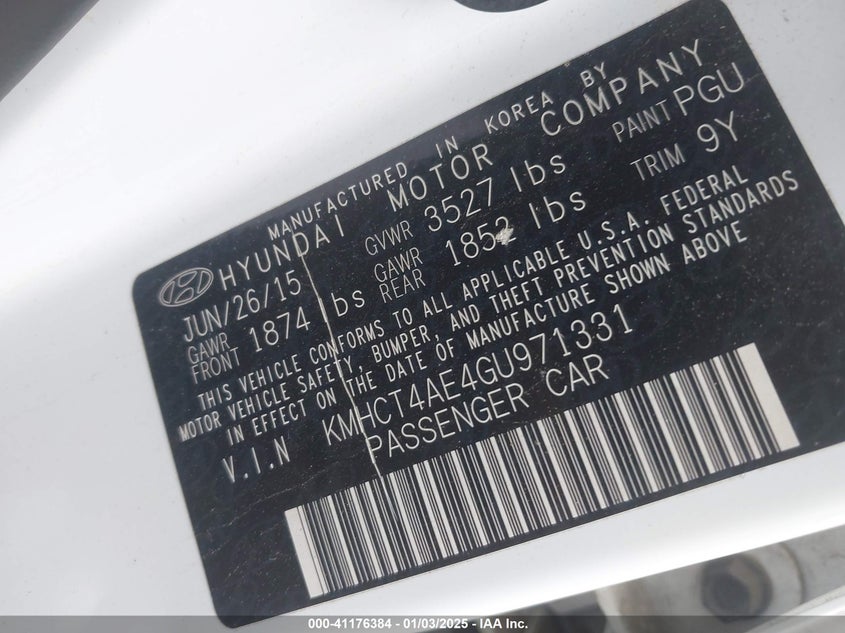 MANUFACTURED IN KOREA BY
HYUNDAI MOTOR COMPANY
JUN/26/15 GVWR 3527 lbs PAINT PGU
GAWR FRONT 1874 lbs GAWR REAR 1852 lbs TRIM 9Y
THIS VEHICLE CONFORMS TO ALL APPLICABLE U.S.A. FEDERAL
MOTOR VEHICLE SAFETY, BUMPER, AND THEFT PREVENTION STANDARDS
IN EFFECT ON THE DATE OF MANUFACTURE SHOWN ABOVE
V.I.N KMHCT4AE4GU971331
PASSENGER CAR
000-41176384 - 01/03/2025 - IAA Inc.